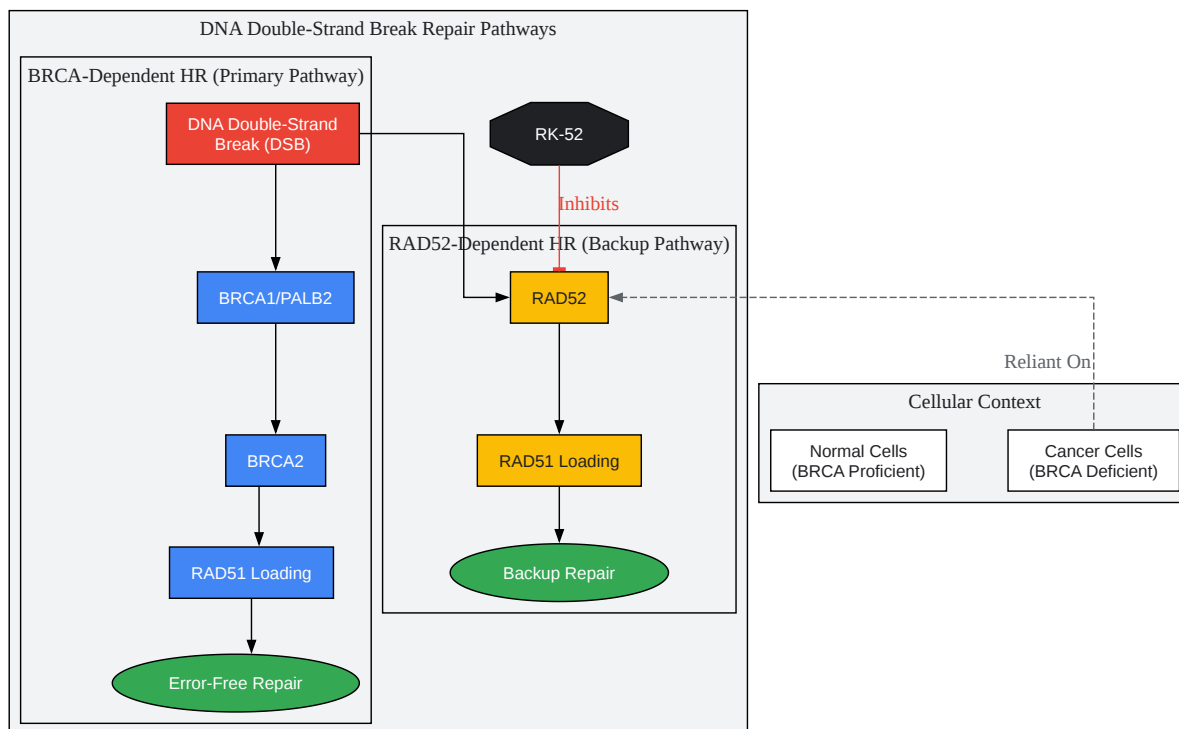 DNA Double-Strand Break Repair Pathways
BRCA-Dependent HR (Primary Pathway)
DNA Double-Strand
Break (DSB)
RK-52
Inhibits
RAD52-Dependent HR (Backup Pathway)
BRCA1/PALB2
RAD52
Reliant On
Cellular Context
BRCA2
RAD51 Loading
Normal Cells
(BRCA Proficient)
Cancer Cells
(BRCA Deficient)
RAD51 Loading
Backup Repair
Error-Free Repair